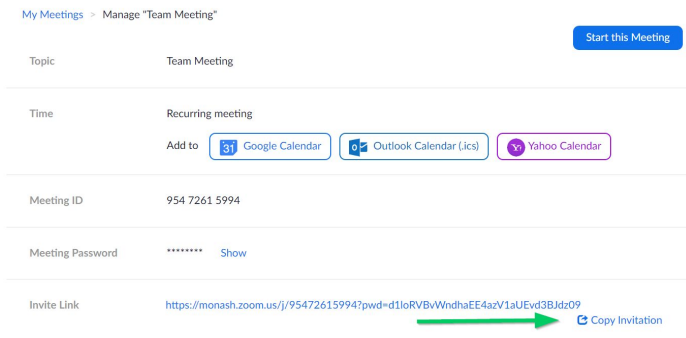 My Meetings > Manage "Team Meeting"
Start this Meeting
Topic Team Meeting
Time Recurring meeting
Add to 31 Google Calendar Outlook Calendar (.ics) Yahoo Calendar
Meeting ID 954 7261 5994
Meeting Password ******** Show
Invite Link https://monash.zoom.us/j/95472615994?pwd=d1loRVBvWndhaEE4azV1aUEvd3BJdz09
Copy Invitation